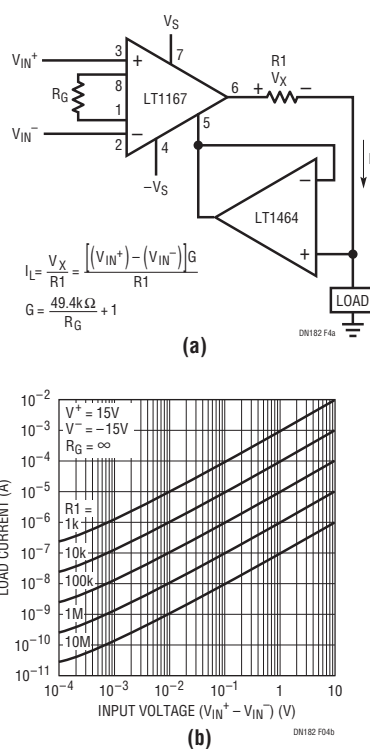 V_S
V_IN^+
3
+
7
8
R_G
LT1167
6
+ V_X −
R1
1
5
V_IN^−
−
2
4
−V_S
−
LT1464
+
I_L = V_X / R1 = [(V_IN^+) − (V_IN^−)]G / R1
G = 49.4kΩ / R_G + 1
LOAD
DN182 F4a
(a)
LOAD CURRENT (A)
10^−2
10^−3
10^−4
10^−5
10^−6
10^−7
10^−8
10^−9
10^−10
10^−11
V^+ = 15V
V^− = −15V
R_G = ∞
R1 =
1k
10k
100k
1M
10M
10^−4 10^−3 10^−2 10^−1 1 10
INPUT VOLTAGE (V_IN^+ – V_IN^−) (V)
DN182 F04b
(b)